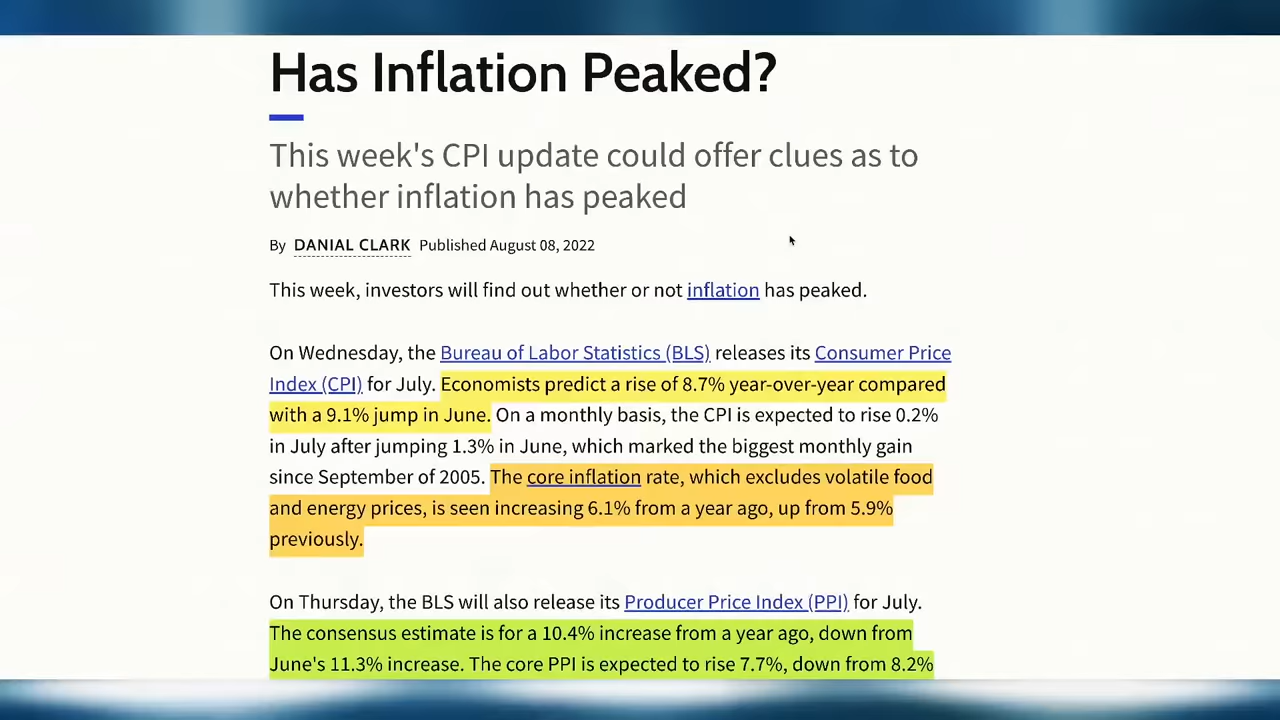 Has Inflation Peaked?
This week's CPI update could offer clues as to
whether inflation has peaked
By DANIAL CLARK Published August 08, 2022
This week, investors will find out whether or not inflation has peaked.
On Wednesday, the Bureau of Labor Statistics (BLS) releases its Consumer Price
Index (CPI) for July. Economists predict a rise of 8.7% year-over-year compared
with a 9.1% jump in June. On a monthly basis, the CPI is expected to rise 0.2%
in July after jumping 1.3% in June, which marked the biggest monthly gain
since September of 2005. The core inflation rate, which excludes volatile food
and energy prices, is seen increasing 6.1% from a year ago, up from 5.9%
previously.
On Thursday, the BLS will also release its Producer Price Index (PPI) for July.
The consensus estimate is for a 10.4% increase from a year ago, down from
June's 11.3% increase. The core PPI is expected to rise 7.7%, down from 8.2%